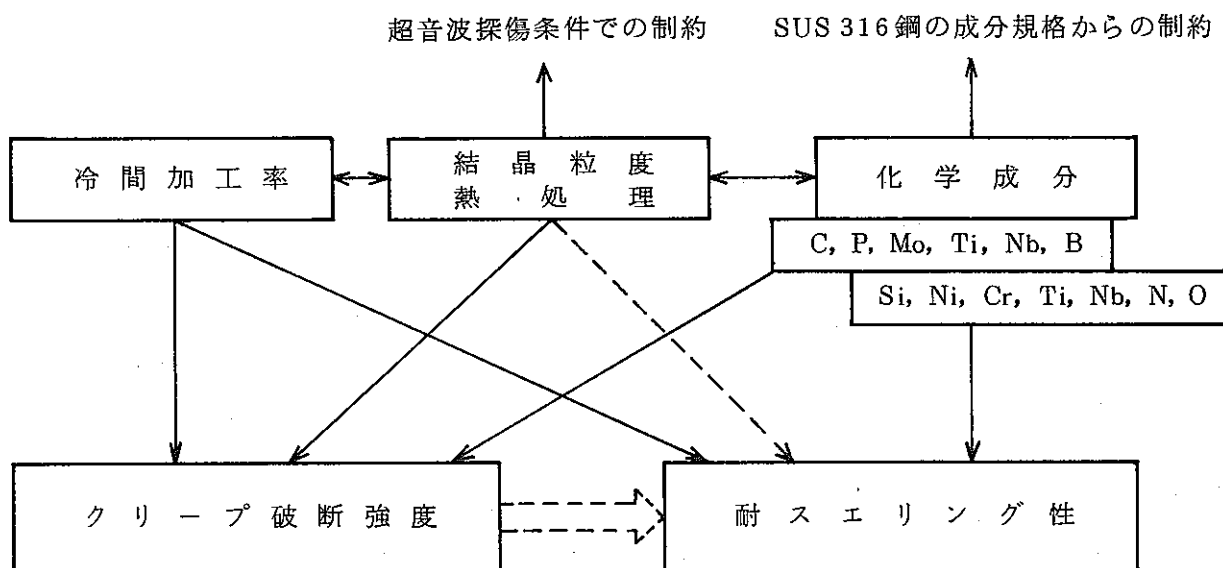 超音波探傷条件での制約
SUS 316鋼の成分規格からの制約
冷間加工率
結晶粒度
熱処理
化学成分
C, P, Mo, Ti, Nb, B
Si, Ni, Cr, Ti, Nb, N, O
クリープ破断強度
耐スエリング性